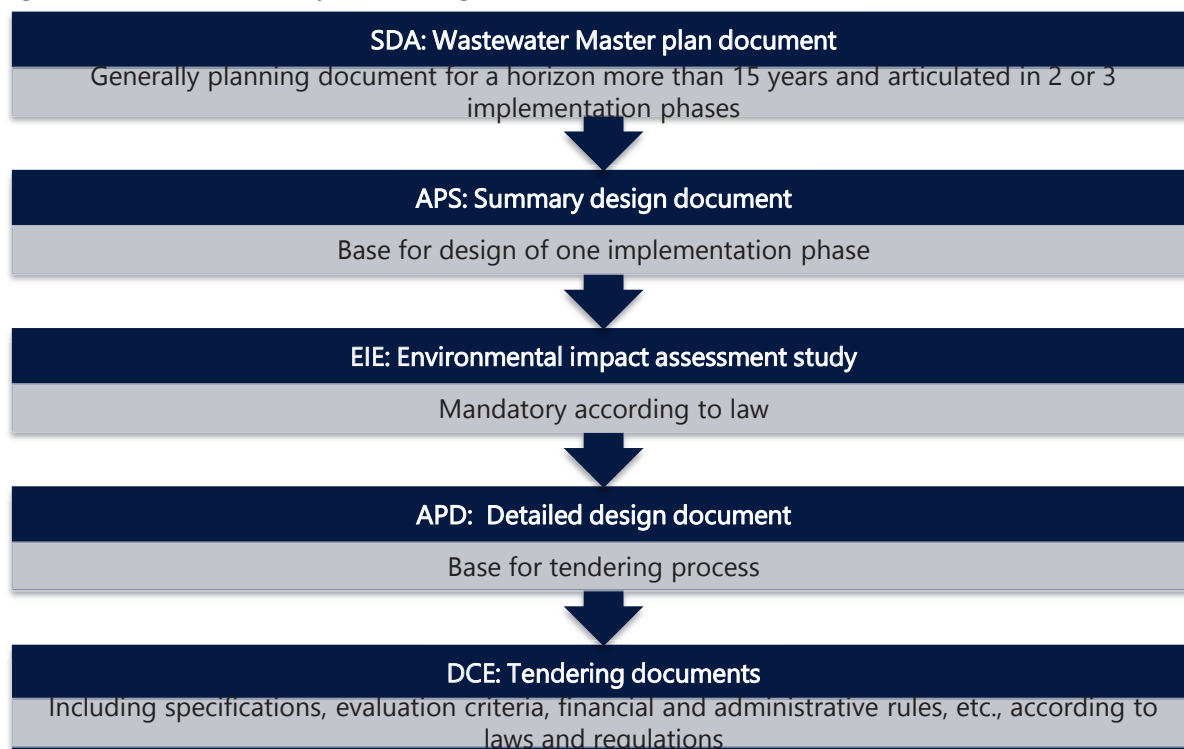 SDA: Wastewater Master plan document
Generally planning document for a horizon more than 15 years and articulated in 2 or 3
implementation phases
APS: Summary design document
Base for design of one implementation phase
EIE: Environmental impact assessment study
Mandatory according to law
APD: Detailed design document
Base for tendering process
DCE: Tendering documents
Including specifications, evaluation criteria, financial and administrative rules, etc., according to
laws and regulations